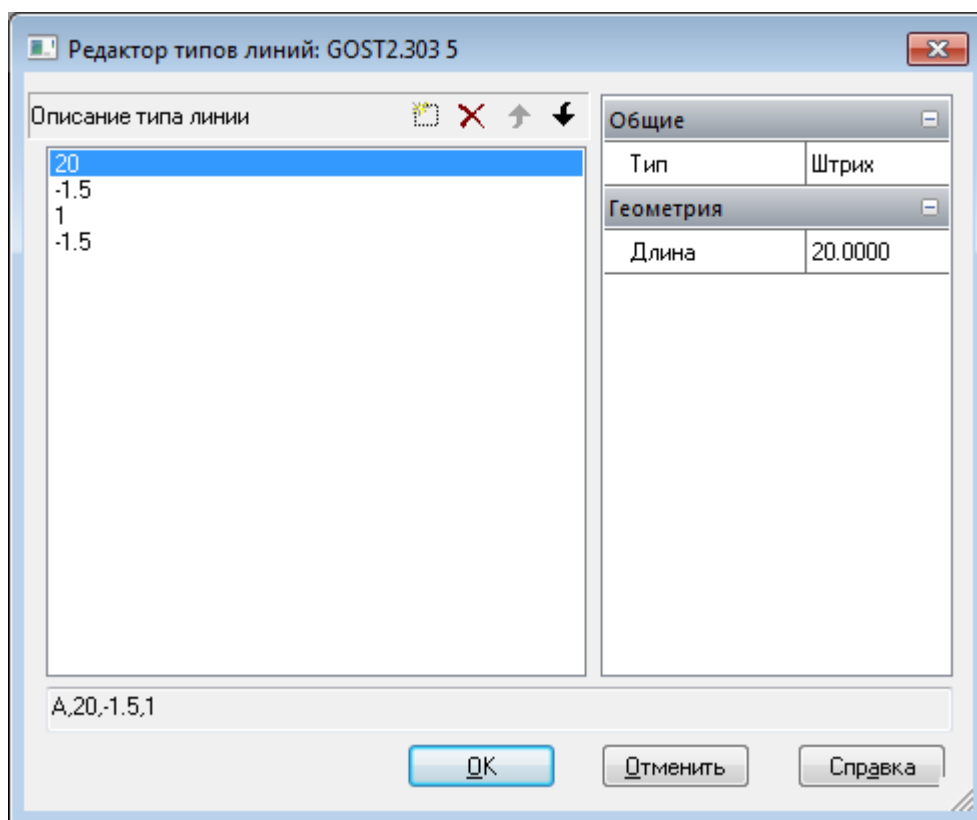 Редактор типов линий: GOST2.303 5
Описание типа линии
20
-1.5
1
-1.5
Общие
Тип Штрих
Геометрия
Длина 20.0000
A,20,-1.5,1
OK Отменить Справка